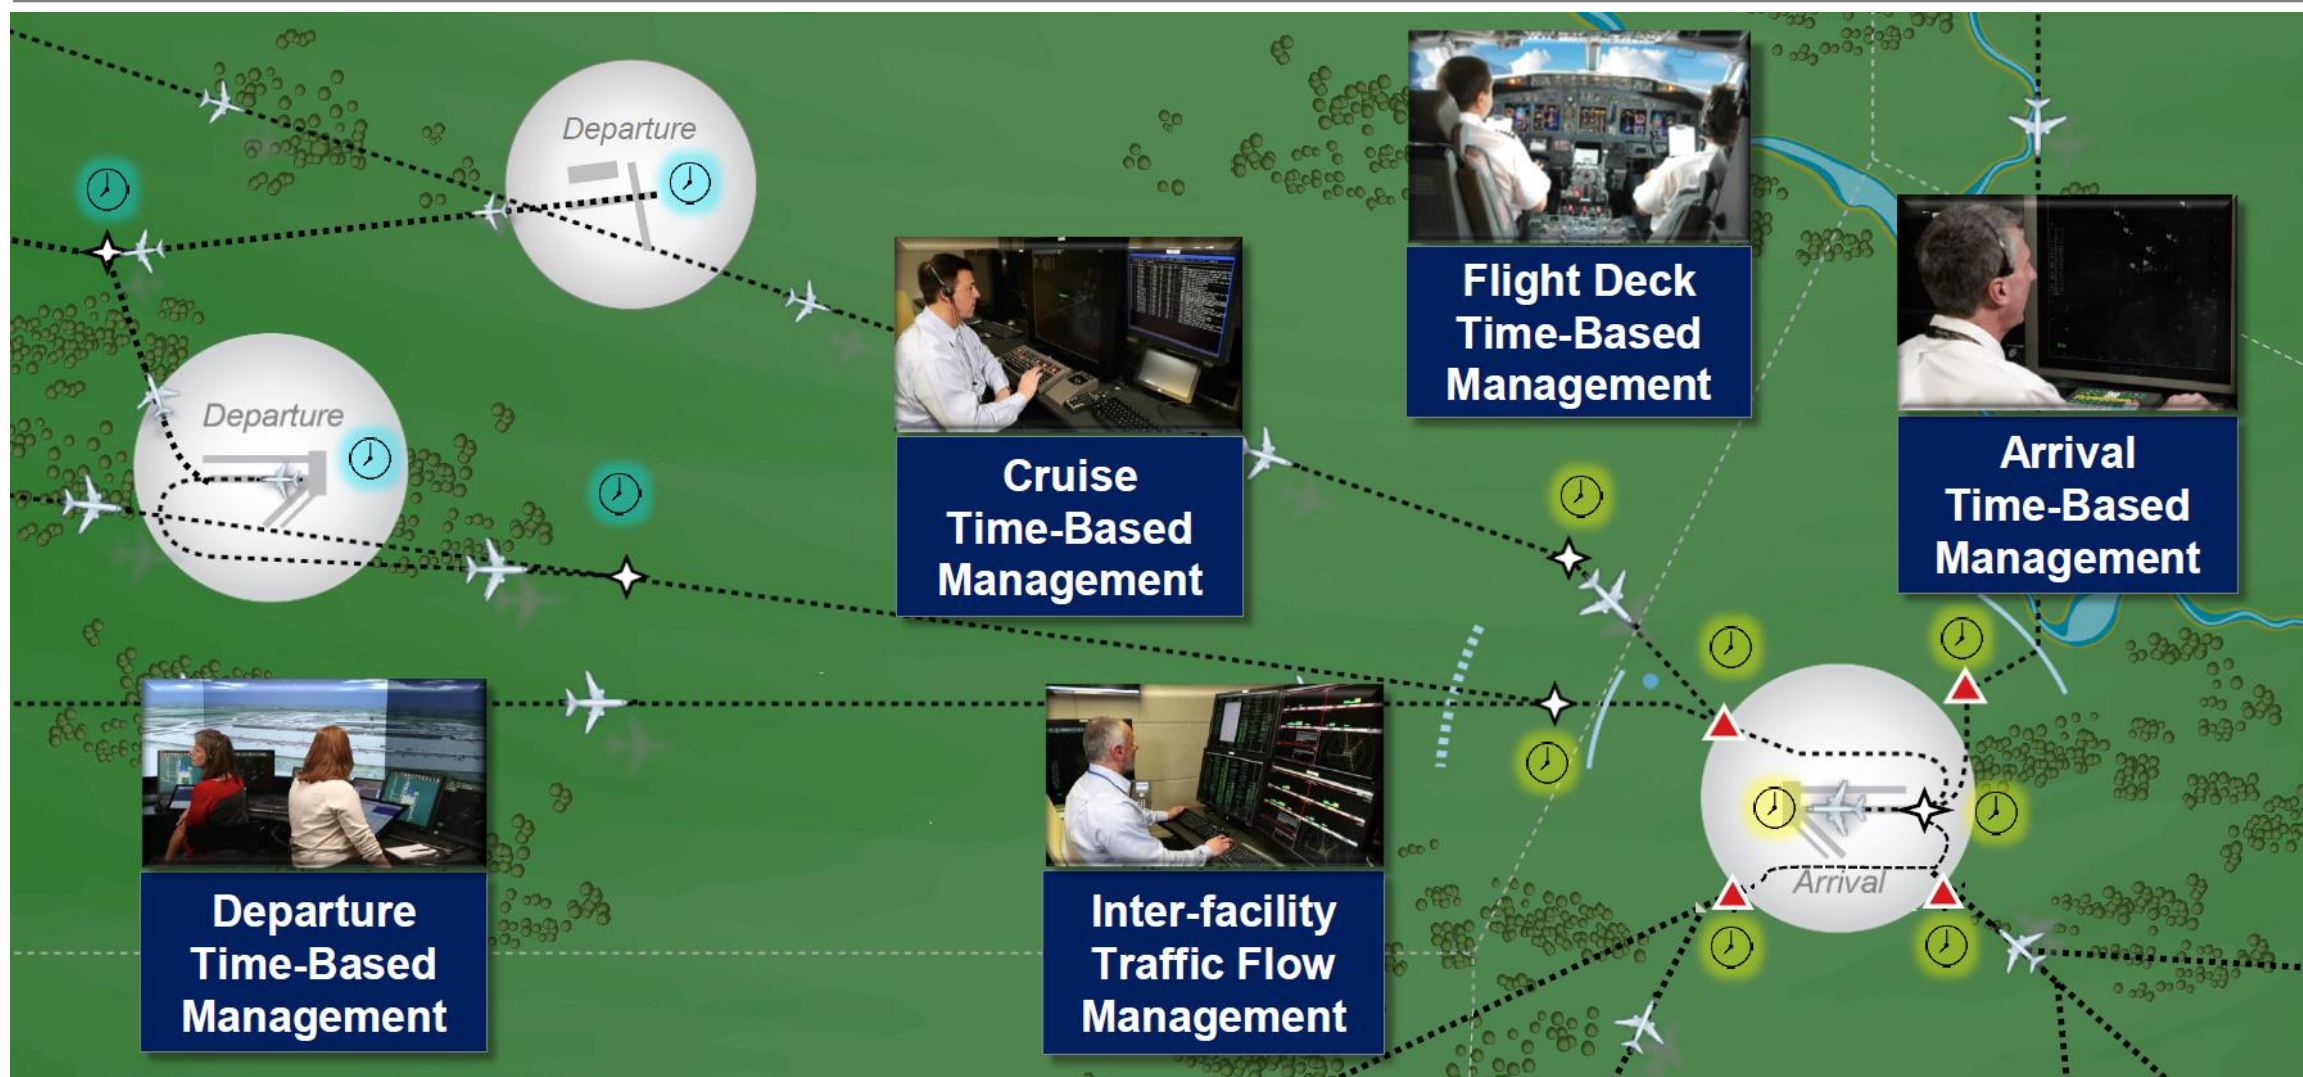 Departure
Departure
Flight Deck
Time-Based
Management
Cruise
Time-Based
Management
Arrival
Time-Based
Management
Departure
Time-Based
Management
Inter-facility
Traffic Flow
Management
Arrival